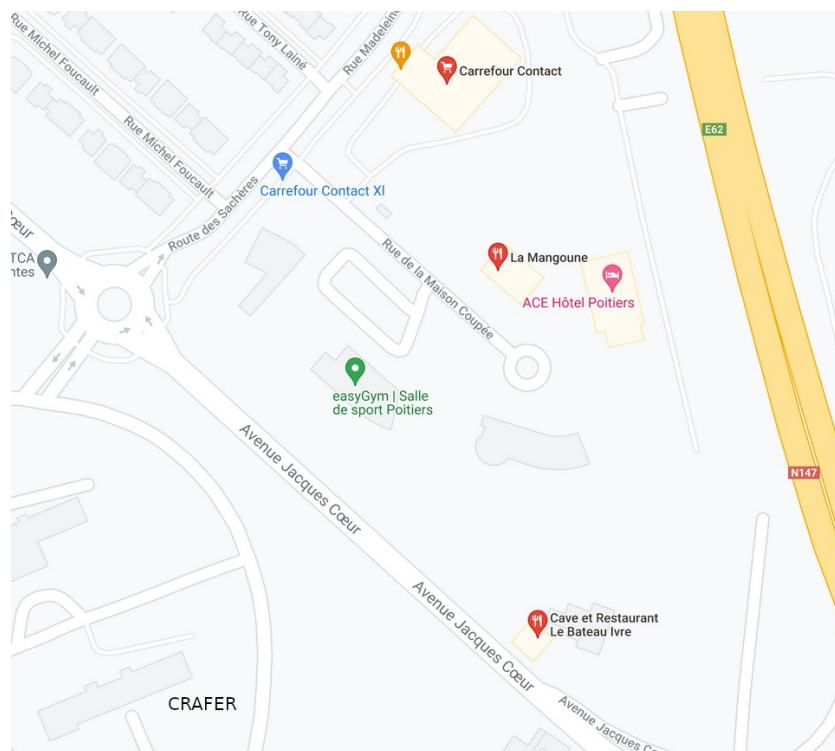 Rue Michel Foucault
Rue Tony Lainé
Rue Madeleine
Carrefour Contact
E62
Rue Michel Foucault
Carrefour Contact Xl
Route des Sachères
TCA
Rue de la Maison Coupée
La Mangoune
ACE Hôtel Poitiers
easyGym | Salle
de sport Poitiers
Avenue Jacques Cœur
N147
Avenue Jacques Cœur
Cave et Restaurant
Le Bateau Ivre
CRAFER
Avenue Jacques